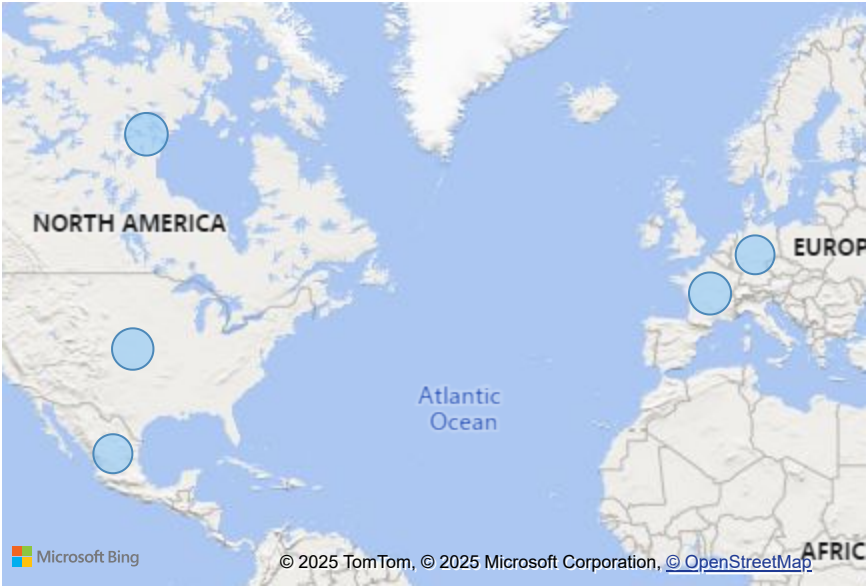 NORTH AMERICA
EUROP
Atlantic
Ocean
AFRIC
Microsoft Bing
© 2025 TomTom, © 2025 Microsoft Corporation, © OpenStreetMap